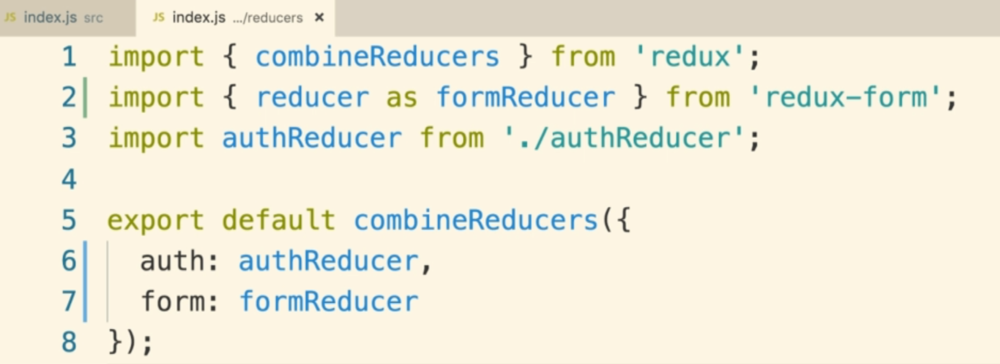 JS index.js src JS index.js .../reducers ×
1 import { combineReducers } from 'redux';
2 import { reducer as formReducer } from 'redux-form';
3 import authReducer from './authReducer';
4
5 export default combineReducers({
6   auth: authReducer,
7   form: formReducer
8 });